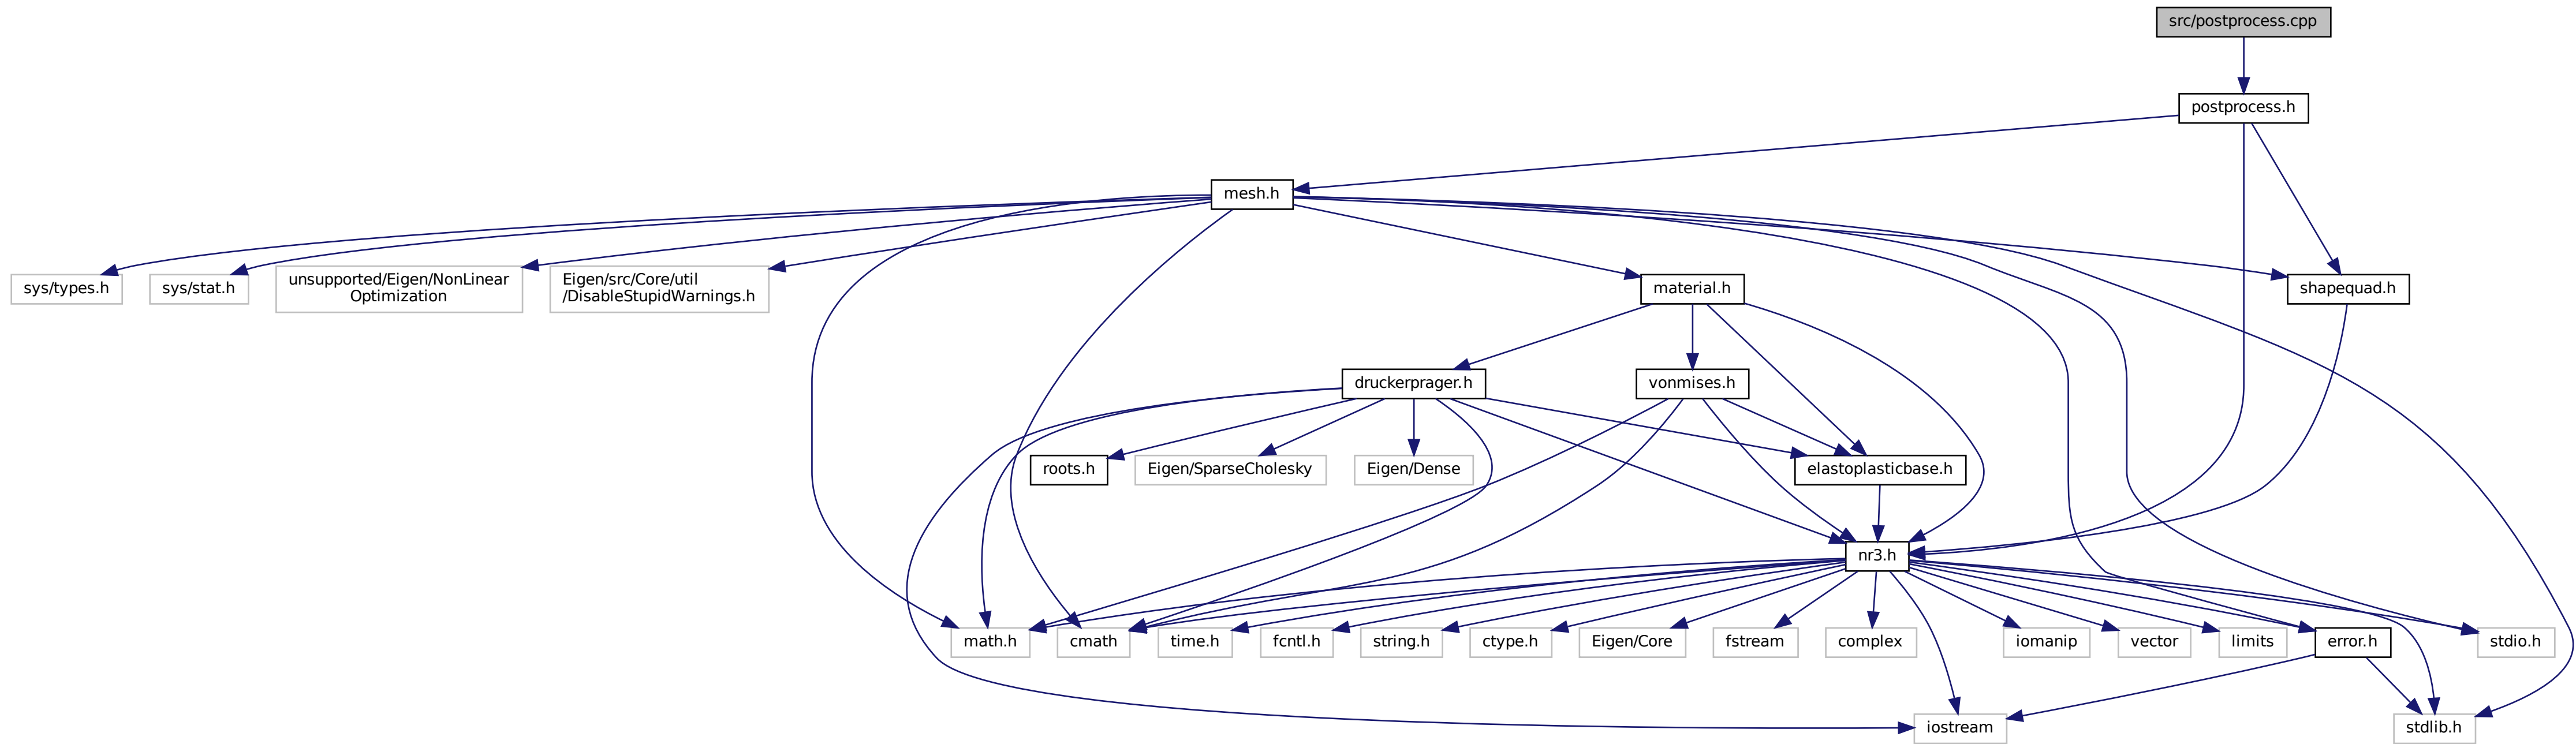 src/postprocess.cpp
postprocess.h
mesh.h
sys/types.h
sys/stat.h
unsupported/Eigen/NonLinear
Optimization
Eigen/src/Core/util
/DisableStupidWarnings.h
material.h
shapequad.h
druckerprager.h
vonmises.h
roots.h
Eigen/SparseCholesky
Eigen/Dense
elastoplasticbase.h
nr3.h
math.h
cmath
time.h
fcntl.h
string.h
ctype.h
Eigen/Core
fstream
complex
iomanip
vector
limits
error.h
stdio.h
iostream
stdlib.h